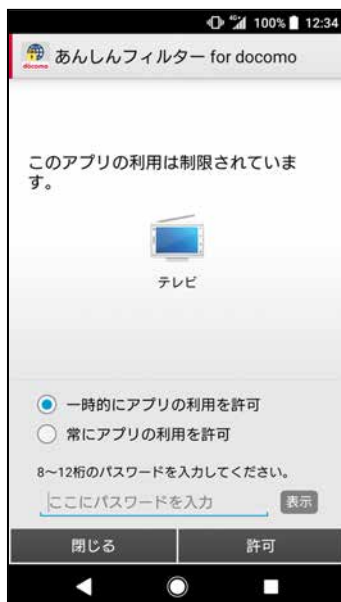 4G 100% 12:34
docomo あんしんフィルター for docomo
このアプリの利用は制限されていま
す。
テレビ
一時的にアプリの利用を許可
常にアプリの利用を許可
8～12桁のパスワードを入力してください。
ここにパスワードを入力 表示
閉じる 許可